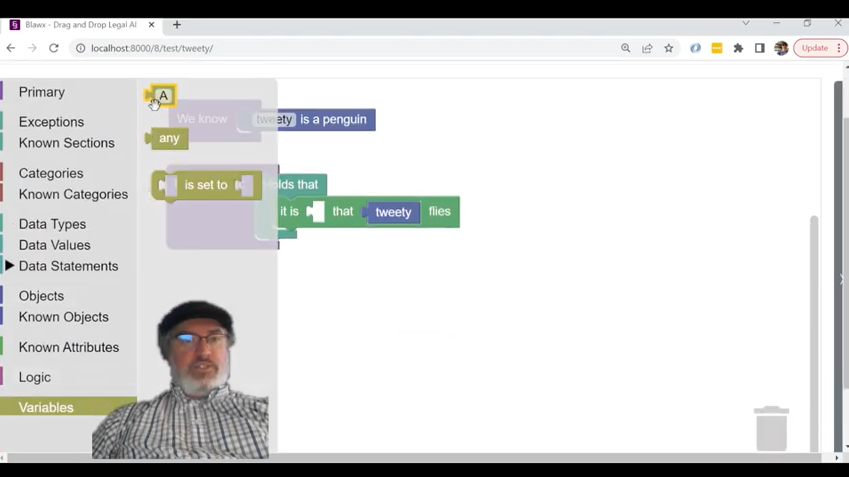 Blawx - Drag and Drop Legal AI
localhost:8000/8/test/tweety/
Update
Primary
Exceptions
Known Sections
Categories
Known Categories
Data Types
Data Values
Data Statements
Objects
Known Objects
Known Attributes
Logic
Variables
A
any
is set to
We know
tweety is a penguin
olds that
it is that tweety flies